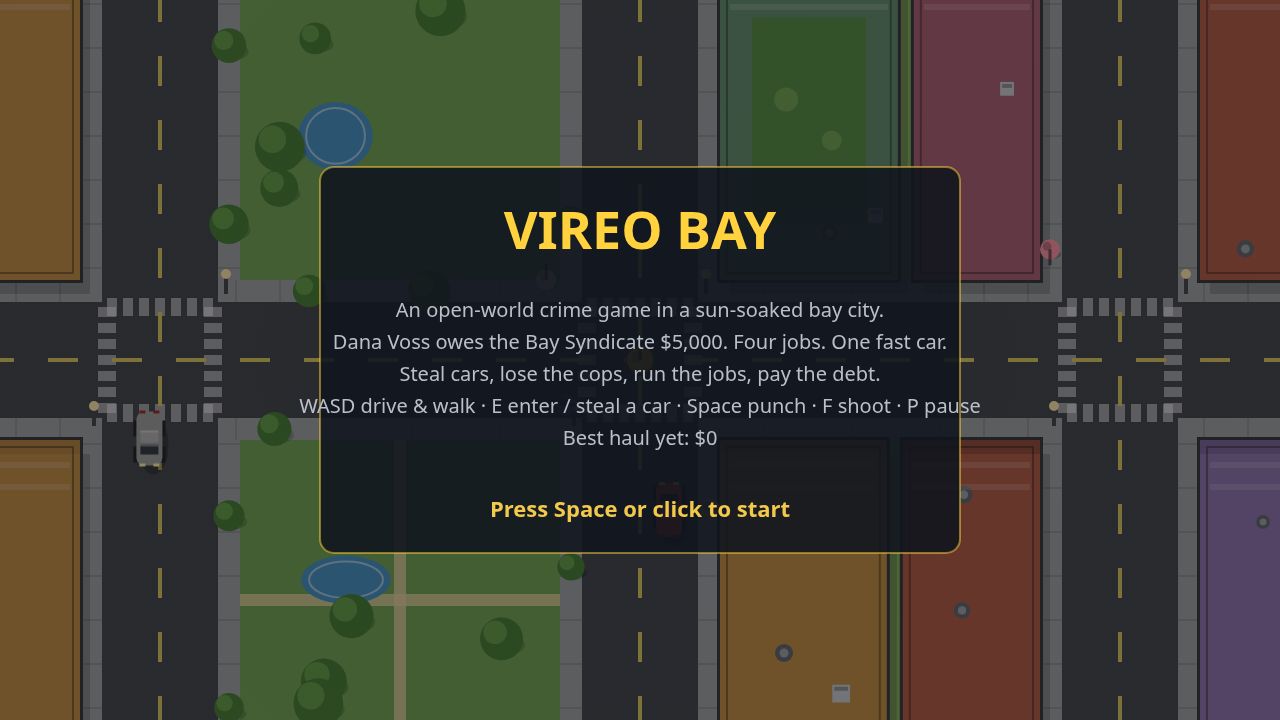 VIREO BAY
An open-world crime game in a sun-soaked bay city.
Dana Voss owes the Bay Syndicate $5,000. Four jobs. One fast car.
Steal cars, lose the cops, run the jobs, pay the debt.
WASD drive & walk · E enter / steal a car · Space punch · F shoot · P pause
Best haul yet: $0
Press Space or click to start